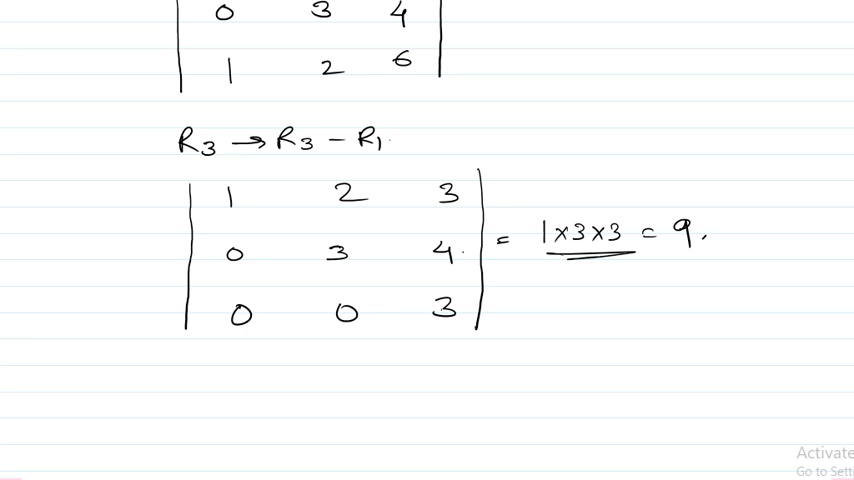 0 3 4
1 2 6
R3 → R3 − R1
1 2 3
0 3 4 = 1×3×3 = 9.
0 0 3
Activate
Go to Setti